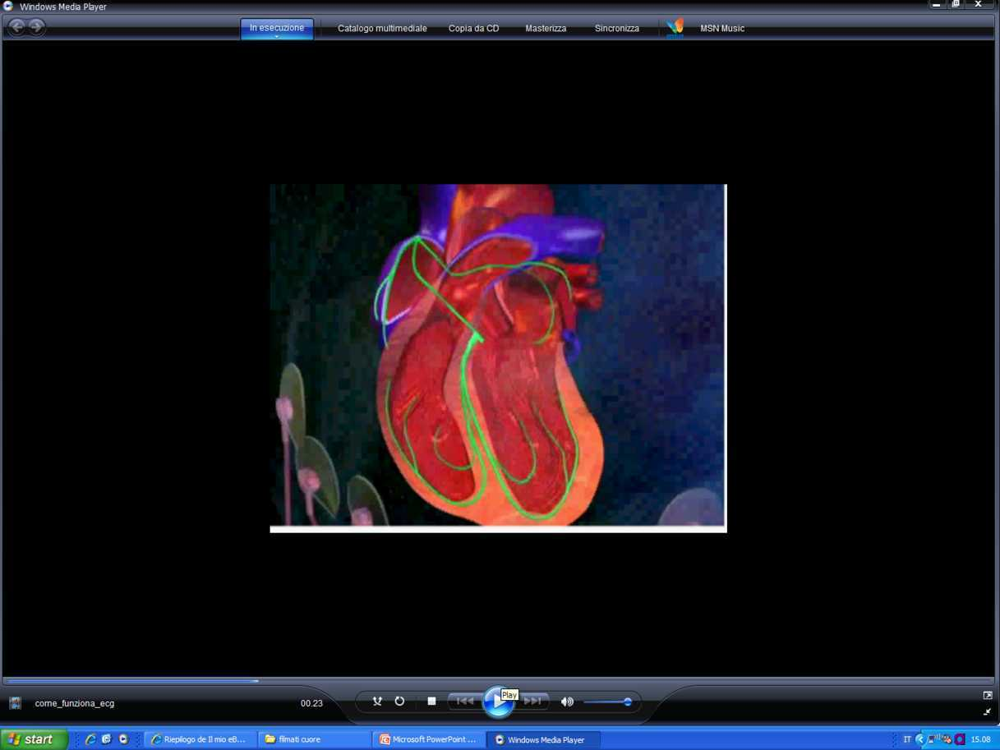 Windows Media Player
In esecuzione Catalogo multimediale Copia da CD Masterizza Sincronizza MSN Music
come_funziona_ecg 00.23 Play
start Riepilogo de Il mio eB... filmati cuore Microsoft PowerPoint ... Windows Media Player IT 15.08